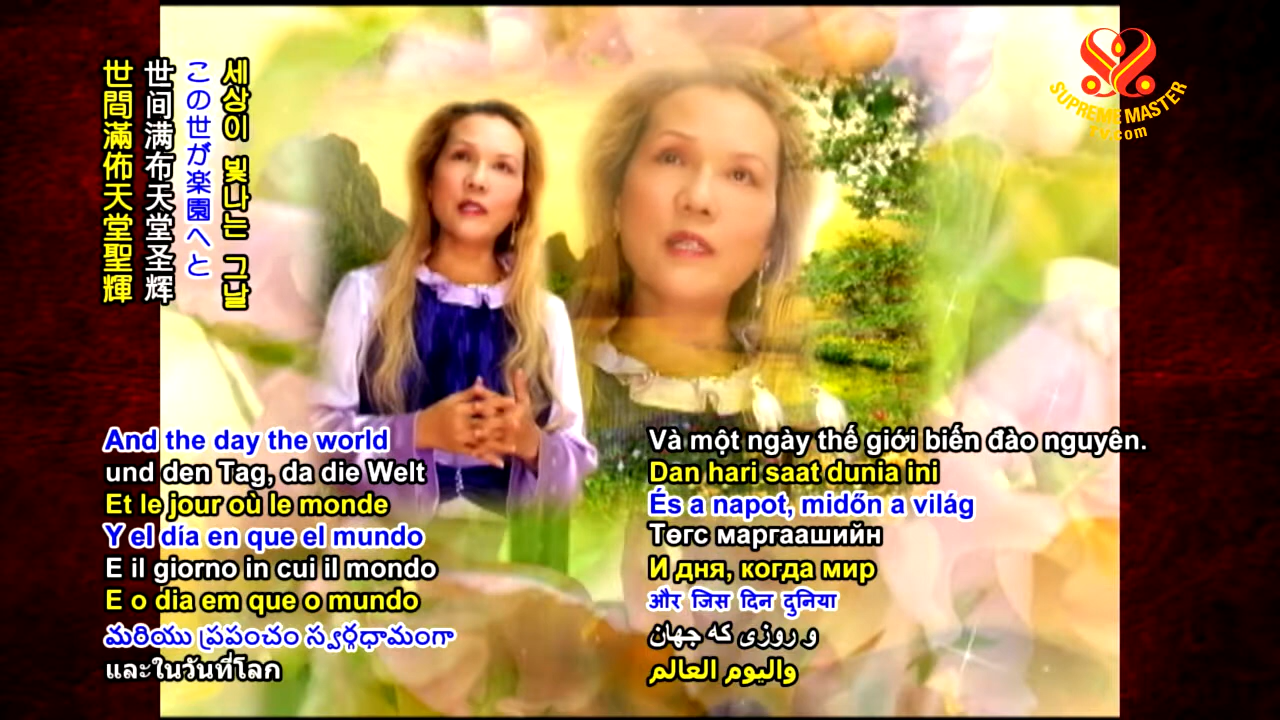 세상이 빛나는 그날
この世が楽園へと
世间满布天堂圣辉
世間滿佈天堂聖輝
SUPREME MASTER
TV.com
And the day the world
und den Tag, da die Welt
Et le jour où le monde
Y el día en que el mundo
E il giorno in cui il mondo
E o dia em que o mundo
మరియు ప్రపంచం స్వర్గధామంగా
และในวันที่โลก
Và một ngày thế giới biến đào nguyên.
Dan hari saat dunia ini
És a napot, midőn a világ
Төгс маргаашийн
И дня, когда мир
और जिस दिन दुनिया
و روزی که جهان
واليوم العالم